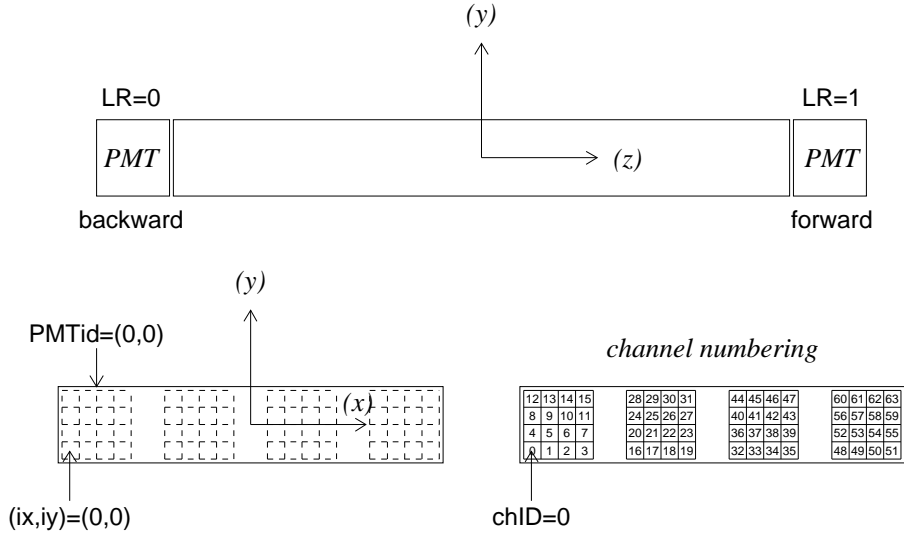 (y)
LR=0
LR=1
PMT
(z)
PMT
backward
forward
(y)
PMTid=(0,0)
channel numbering
(x)
12 13 14 15 28 29 30 31 44 45 46 47 60 61 62 63
8 9 10 11 24 25 26 27 40 41 42 43 56 57 58 59
4 5 6 7 20 21 22 23 36 37 38 39 52 53 54 55
0 1 2 3 16 17 18 19 32 33 34 35 48 49 50 51
(ix,iy)=(0,0)
chID=0